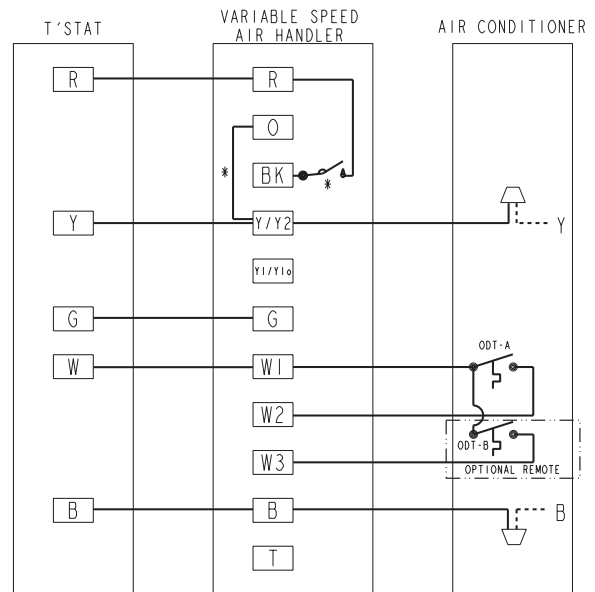 T'STAT
VARIABLE SPEED
AIR HANDLER
AIR CONDITIONER
R
R
O
*
BK
*
Y
Y/Y2
Y
Y1/Y1o
G
G
ODT-A
W
W1
W2
ODT-B
W3
OPTIONAL REMOTE
B
B
B
T